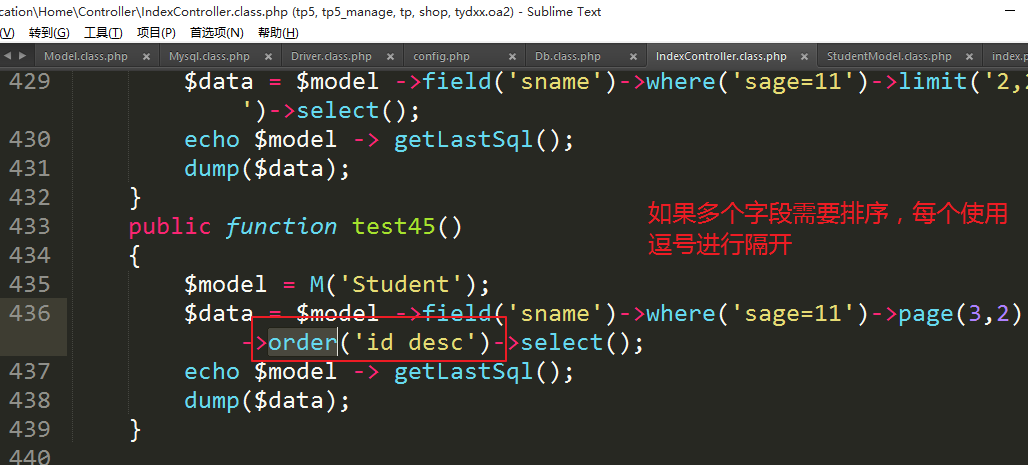 cation\Home\Controller\IndexController.class.php (tp5, tp5_manage, tp, shop, tydxx.oa2) - Sublime Text
(V) 转到(G) 工具(T) 项目(P) 首选项(N) 帮助(H)
Model.class.php × Mysql.class.php × Driver.class.php × config.php × Db.class.php × IndexController.class.php × StudentModel.class.php × index.p
429 $data = $model ->field('sname')->where('sage=11')->limit('2,
')->select();
430 echo $model -> getLastSql();
431 dump($data);
432 }
433 public function test45()
如果多个字段需要排序，每个使用
逗号进行隔开
434 {
435 $model = M('Student');
436 $data = $model ->field('sname')->where('sage=11')->page(3,2)
->order('id desc')->select();
437 echo $model -> getLastSql();
438 dump($data);
439 }
440